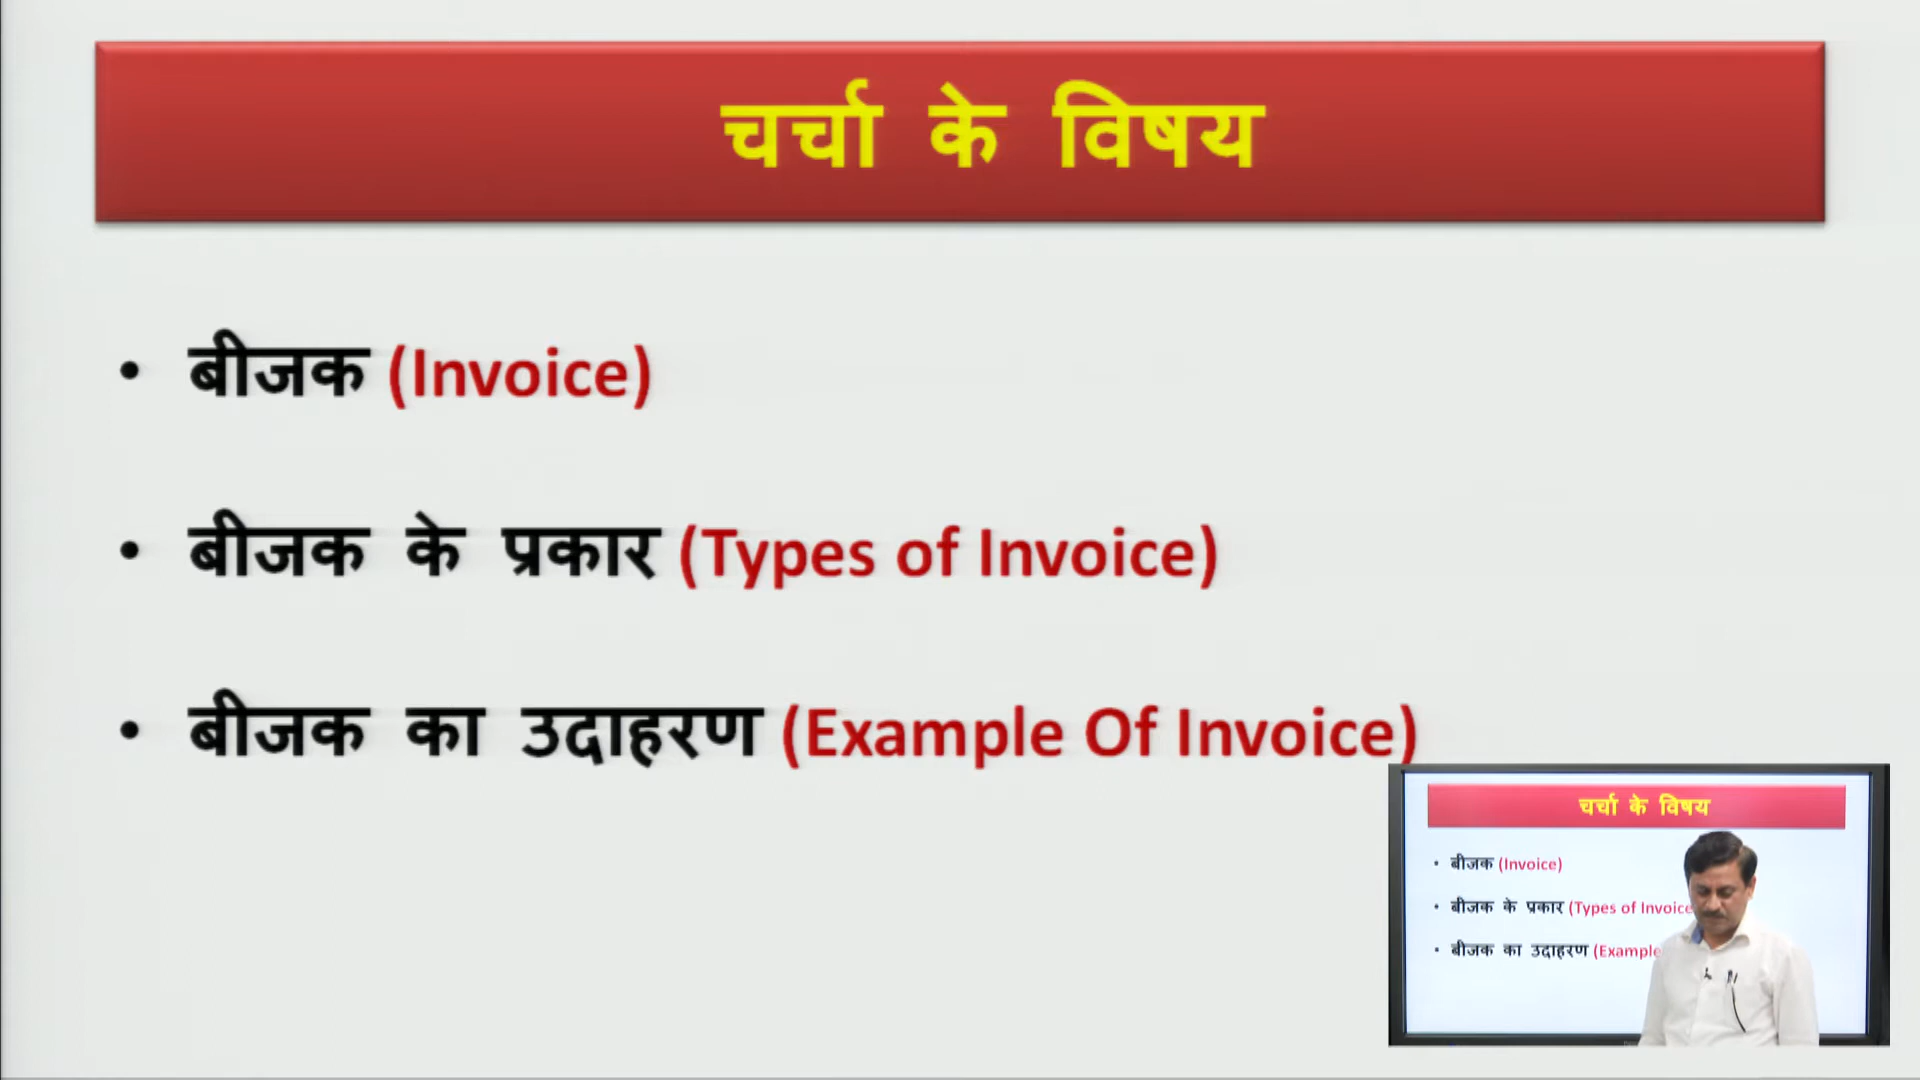 चर्चा के विषय
• बीजक (Invoice)
• बीजक के प्रकार (Types of Invoice)
• बीजक का उदाहरण (Example Of Invoice)
चर्चा के विषय
• बीजक (Invoice)
• बीजक के प्रकार (Types of Invoice
• बीजक का उदाहरण (Example